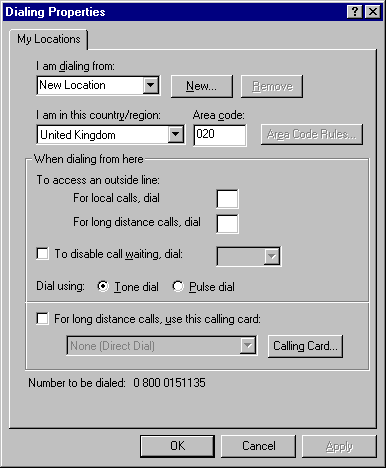 Dialing Properties
My Locations
I am dialing from:
New Location New... Remove
I am in this country/region: Area code:
United Kingdom 020 Area Code Rules...
When dialing from here
To access an outside line:
For local calls, dial
For long distance calls, dial
To disable call waiting, dial:
Dial using: Tone dial Pulse dial
For long distance calls, use this calling card:
None (Direct Dial) Calling Card...
Number to be dialed: 0 800 0151135
OK Cancel Apply